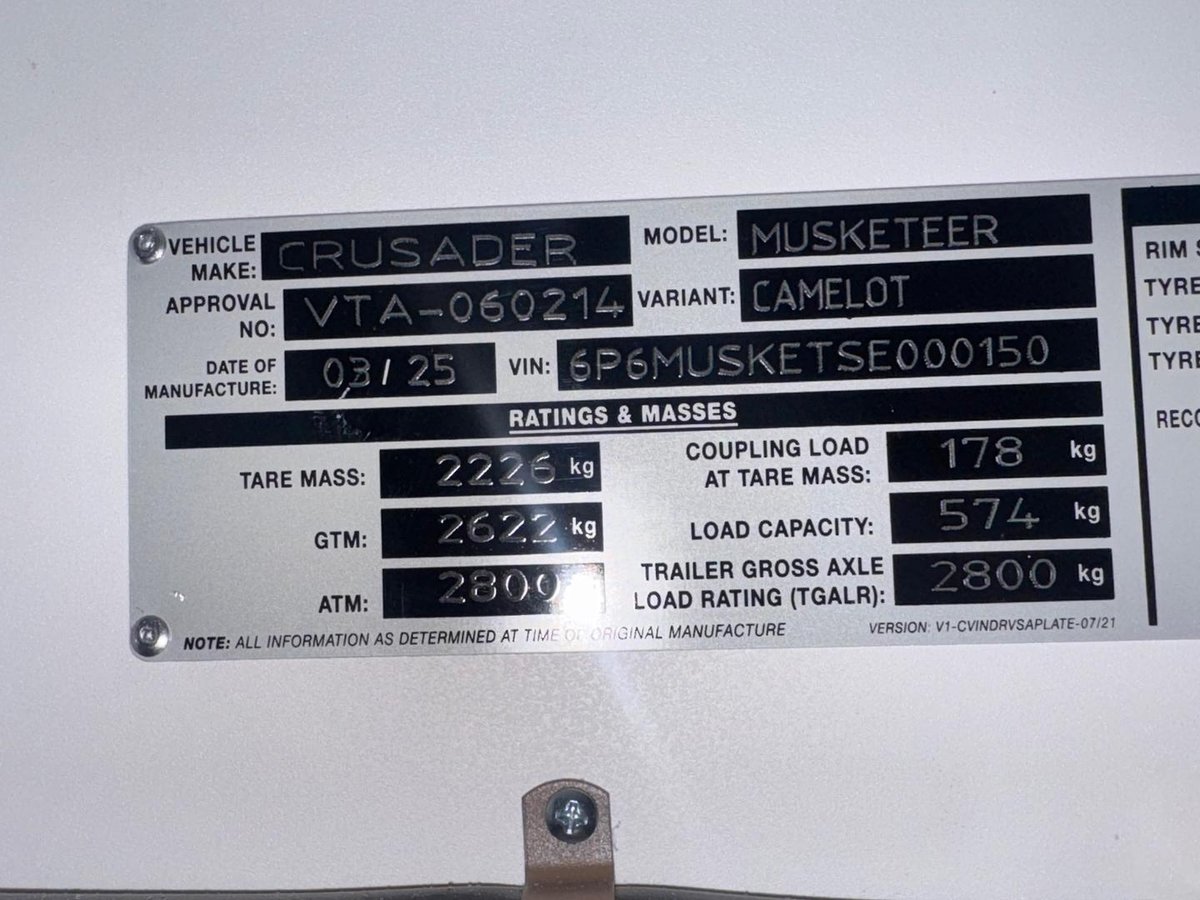 VEHICLE MAKE: CRUSADER MODEL: MUSKETEER
APPROVAL NO: VTA-060214 VARIANT: CAMELOT
DATE OF MANUFACTURE: 03/25 VIN: 6P6MUSKETSE000150
RATINGS & MASSES
TARE MASS: 2226 kg COUPLING LOAD AT TARE MASS: 178 kg
GTM: 2622 kg LOAD CAPACITY: 574 kg
ATM: 2800 TRAILER GROSS AXLE LOAD RATING (TGALR): 2800 kg
NOTE: ALL INFORMATION AS DETERMINED AT TIME OF ORIGINAL MANUFACTURE VERSION: V1-CVINDRVSAPLATE-07/21
RIM
TYRE
TYRE
TYRE